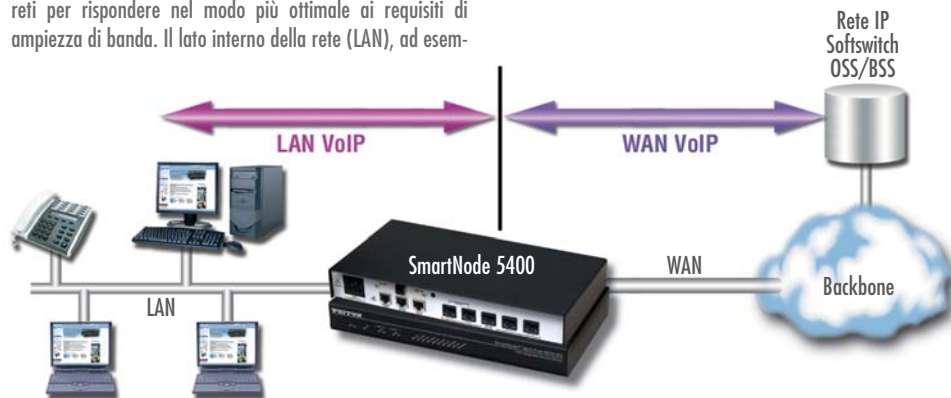 reti per rispondere nel modo più ottimale ai requisiti di
ampiezza di banda. Il lato interno della rete (LAN), ad esem-
Rete IP
Softswitch
OSS/BSS
LAN VoIP
WAN VoIP
SmartNode 5400
WAN
Backbone
LAN
PATTON